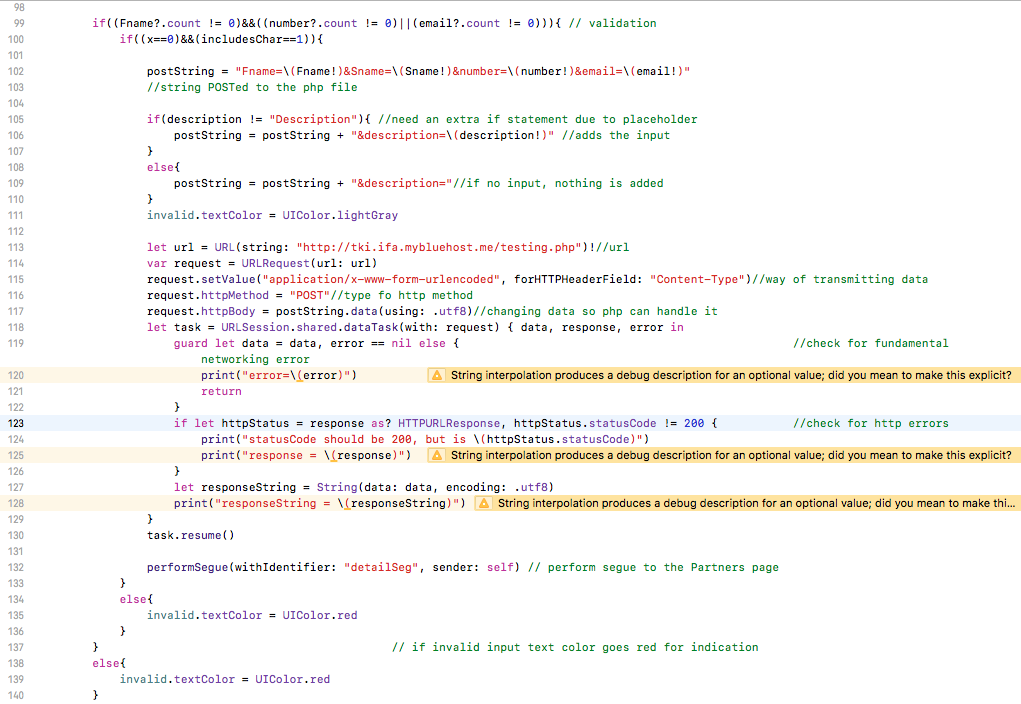 98
99 if((Fname?.count != 0)&&((number?.count != 0)||(email?.count != 0))){ // validation
100 if((x==0)&&(includesChar==1)){
101
102 postString = "Fname=\(Fname!)&Sname=\(Sname!)&number=\(number!)&email=\(email!)"
103 //string POSTed to the php file
104
105 if(description != "Description"){ //need an extra if statement due to placeholder
106 postString = postString + "&description=\(description!)" //adds the input
107 }
108 else{
109 postString = postString + "&description="//if no input, nothing is added
110 }
111 invalid.textColor = UIColor.lightGray
112
113 let url = URL(string: "http://tki.ifa.mybluehost.me/testing.php")!//url
114 var request = URLRequest(url: url)
115 request.setValue("application/x-www-form-urlencoded", forHTTPHeaderField: "Content-Type")//way of transmitting data
116 request.httpMethod = "POST"//type fo http method
117 request.httpBody = postString.data(using: .utf8)//changing data so php can handle it
118 let task = URLSession.shared.dataTask(with: request) { data, response, error in
119 guard let data = data, error == nil else { //check for fundamental
networking error
120 print("error=\(error)") String interpolation produces a debug description for an optional value; did you mean to make this explicit?
121 return
122 }
123 if let httpStatus = response as? HTTPURLResponse, httpStatus.statusCode != 200 { //check for http errors
124 print("statusCode should be 200, but is \(httpStatus.statusCode)")
125 print("response = \(response)") String interpolation produces a debug description for an optional value; did you mean to make this explicit?
126 }
127 let responseString = String(data: data, encoding: .utf8)
128 print("responseString = \(responseString)") String interpolation produces a debug description for an optional value; did you mean to make thi...
129 }
130 task.resume()
131
132 performSegue(withIdentifier: "detailSeg", sender: self) // perform segue to the Partners page
133 }
134 else{
135 invalid.textColor = UIColor.red
136 }
137 } // if invalid input text color goes red for indication
138 else{
139 invalid.textColor = UIColor.red
140 }